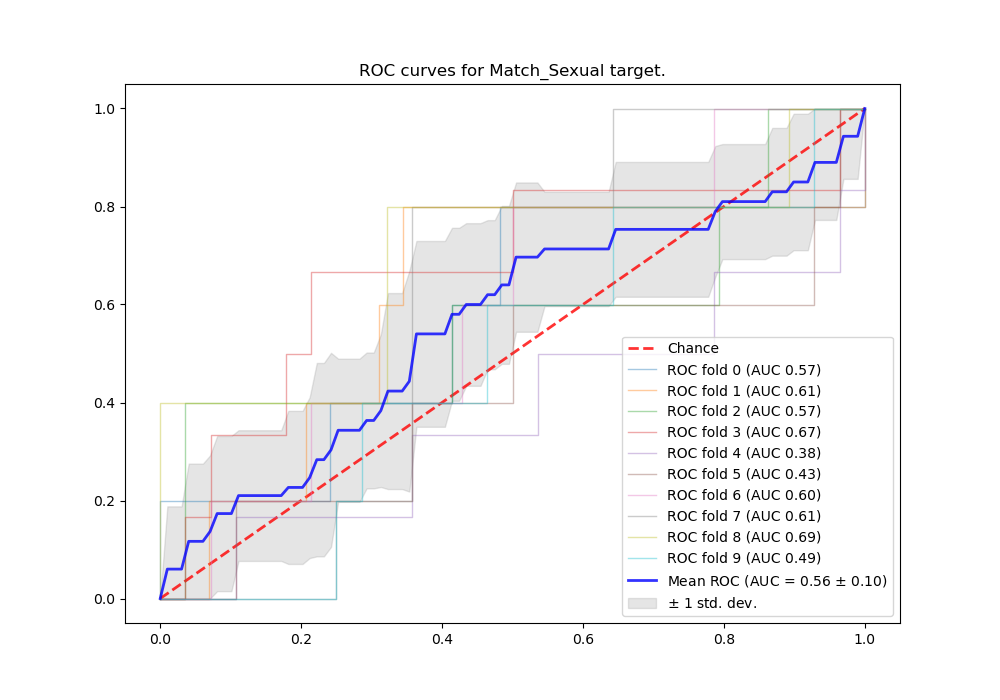 ROC curves for Match_Sexual target.
1.0
0.8
0.6
0.4
0.2
0.0
0.0 0.2 0.4 0.6 0.8 1.0
Chance
ROC fold 0 (AUC 0.57)
ROC fold 1 (AUC 0.61)
ROC fold 2 (AUC 0.57)
ROC fold 3 (AUC 0.67)
ROC fold 4 (AUC 0.38)
ROC fold 5 (AUC 0.43)
ROC fold 6 (AUC 0.60)
ROC fold 7 (AUC 0.61)
ROC fold 8 (AUC 0.69)
ROC fold 9 (AUC 0.49)
Mean ROC (AUC = 0.56 ± 0.10)
± 1 std. dev.